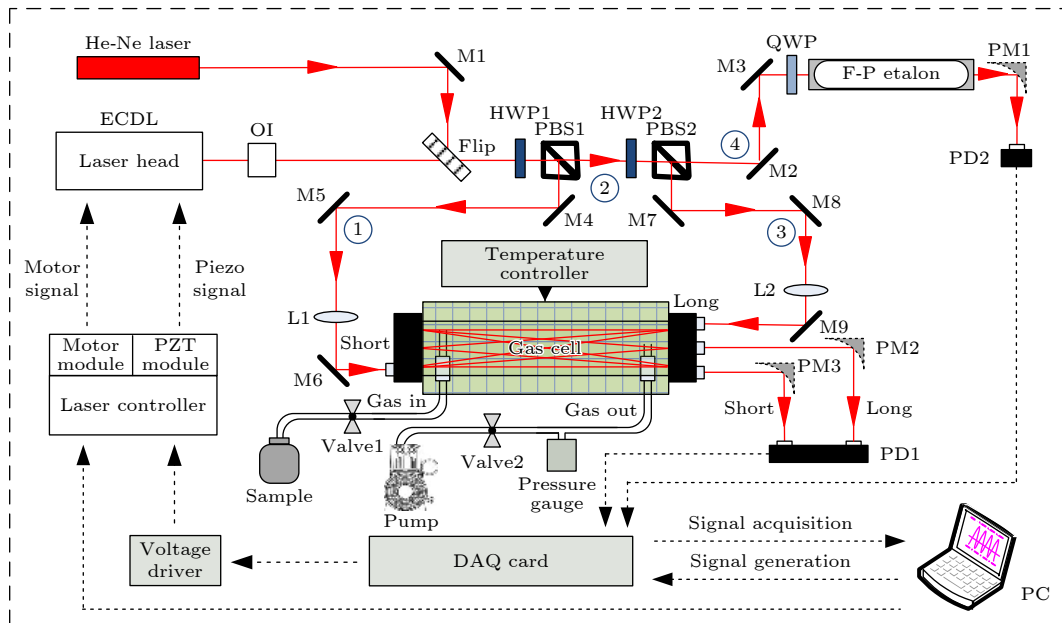 He-Ne laser
M1
M3
QWP
F-P etalon
PM1
ECDL
OI
HWP1
HWP2
PBS1
PBS2
Laser head
Flip
4
M2
PD2
2
M5
M4
M7
M8
1
3
Motor
signal
Piezo
signal
Temperature
controller
L1
L2
Long
Short
Gas cell
M9
PM2
Motor
module
PZT
module
M6
PM3
Laser controller
Gas in
Gas out
Short
Long
Valve1
Valve2
PD1
Sample
Pump
Pressure
gauge
Signal acquisition
Voltage
driver
DAQ card
Signal generation
PC